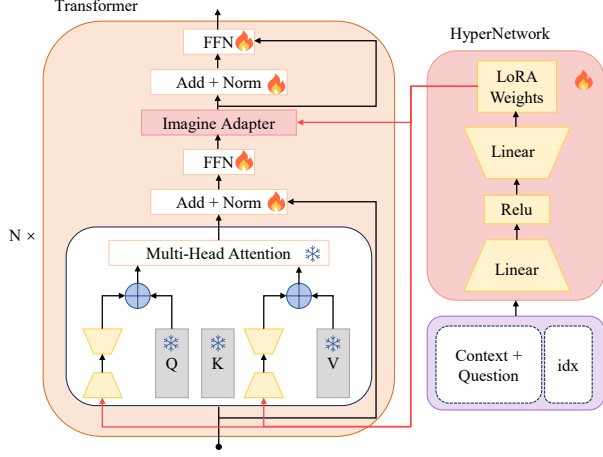 Transformer
FFN
Add + Norm
Imagine Adapter
FFN
Add + Norm
N ×
Multi-Head Attention
Q
K
V
HyperNetwork
LoRA
Weights
Linear
Relu
Linear
Context +
Question
idx